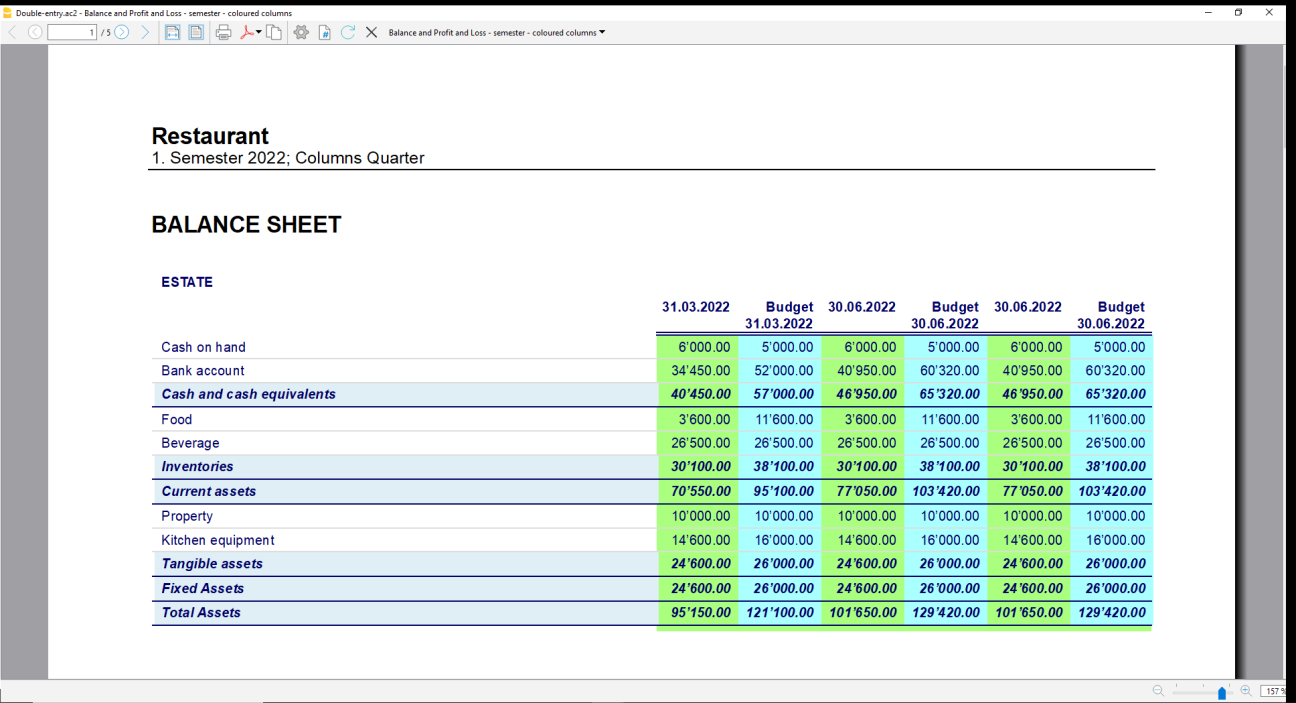 Double-entry.ac2 - Balance and Profit and Loss - semester - coloured columns
1 / 5 Balance and Profit and Loss - semester - coloured columns
Restaurant
1. Semester 2022; Columns Quarter
BALANCE SHEET
ESTATE
31.03.2022 Budget 30.06.2022 Budget 30.06.2022 Budget
31.03.2022 30.06.2022 30.06.2022
Cash on hand 6'000.00 5'000.00 6'000.00 5'000.00 6'000.00 5'000.00
Bank account 34'450.00 52'000.00 40'950.00 60'320.00 40'950.00 60'320.00
Cash and cash equivalents 40'450.00 57'000.00 46'950.00 65'320.00 46'950.00 65'320.00
Food 3'600.00 11'600.00 3'600.00 11'600.00 3'600.00 11'600.00
Beverage 26'500.00 26'500.00 26'500.00 26'500.00 26'500.00 26'500.00
Inventories 30'100.00 38'100.00 30'100.00 38'100.00 30'100.00 38'100.00
Current assets 70'550.00 95'100.00 77'050.00 103'420.00 77'050.00 103'420.00
Property 10'000.00 10'000.00 10'000.00 10'000.00 10'000.00 10'000.00
Kitchen equipment 14'600.00 16'000.00 14'600.00 16'000.00 14'600.00 16'000.00
Tangible assets 24'600.00 26'000.00 24'600.00 26'000.00 24'600.00 26'000.00
Fixed Assets 24'600.00 26'000.00 24'600.00 26'000.00 24'600.00 26'000.00
Total Assets 95'150.00 121'100.00 101'650.00 129'420.00 101'650.00 129'420.00
157 %